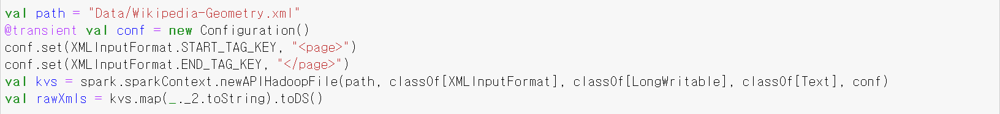 val path = "Data/Wikipedia-Geometry.xml"
@transient val conf = new Configuration()
conf.set(XMLInputFormat.START_TAG_KEY, "<page>")
conf.set(XMLInputFormat.END_TAG_KEY, "</page>")
val kvs = spark.sparkContext.newAPIHadoopFile(path, classOf[XMLInputFormat], classOf[LongWritable], classOf[Text], conf)
val rawXmls = kvs.map(_._2.toString).toDS()